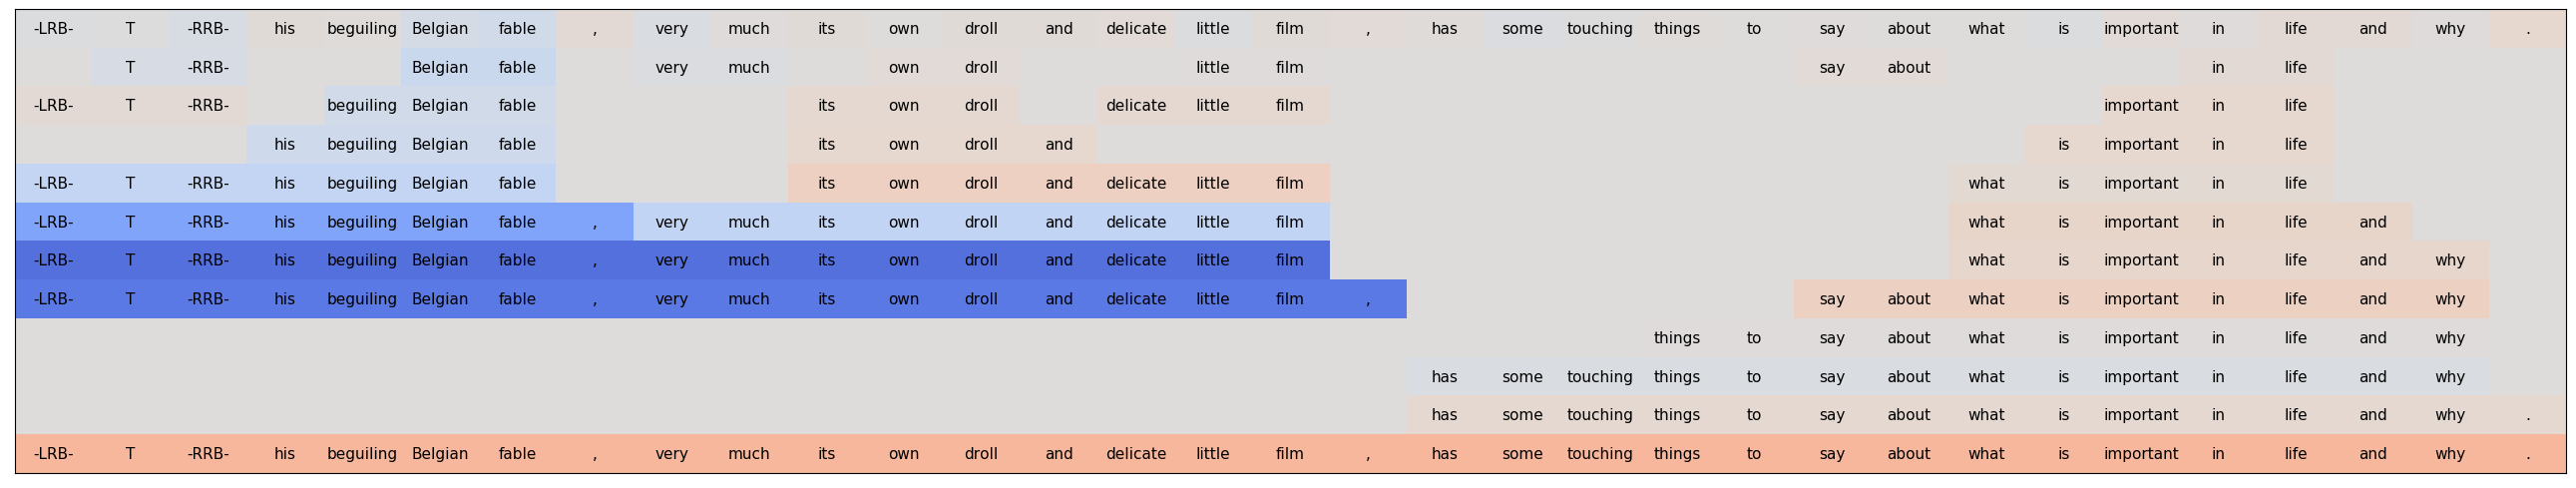 -LRB- T -RRB- his beguiling Belgian fable , very much its own droll and delicate little film , has some touching things to say about what is important in life and why .
T -RRB- Belgian fable very much own droll little film say about in life
-LRB- T -RRB- beguiling Belgian fable its own droll delicate little film important in life
his beguiling Belgian fable its own droll and is important in life
-LRB- T -RRB- his beguiling Belgian fable its own droll and delicate little film what is important in life
-LRB- T -RRB- his beguiling Belgian fable , very much its own droll and delicate little film what is important in life and
-LRB- T -RRB- his beguiling Belgian fable , very much its own droll and delicate little film what is important in life and why
-LRB- T -RRB- his beguiling Belgian fable , very much its own droll and delicate little film , say about what is important in life and why
things to say about what is important in life and why
has some touching things to say about what is important in life and why
has some touching things to say about what is important in life and why .
-LRB- T -RRB- his beguiling Belgian fable , very much its own droll and delicate little film , has some touching things to say about what is important in life and why .